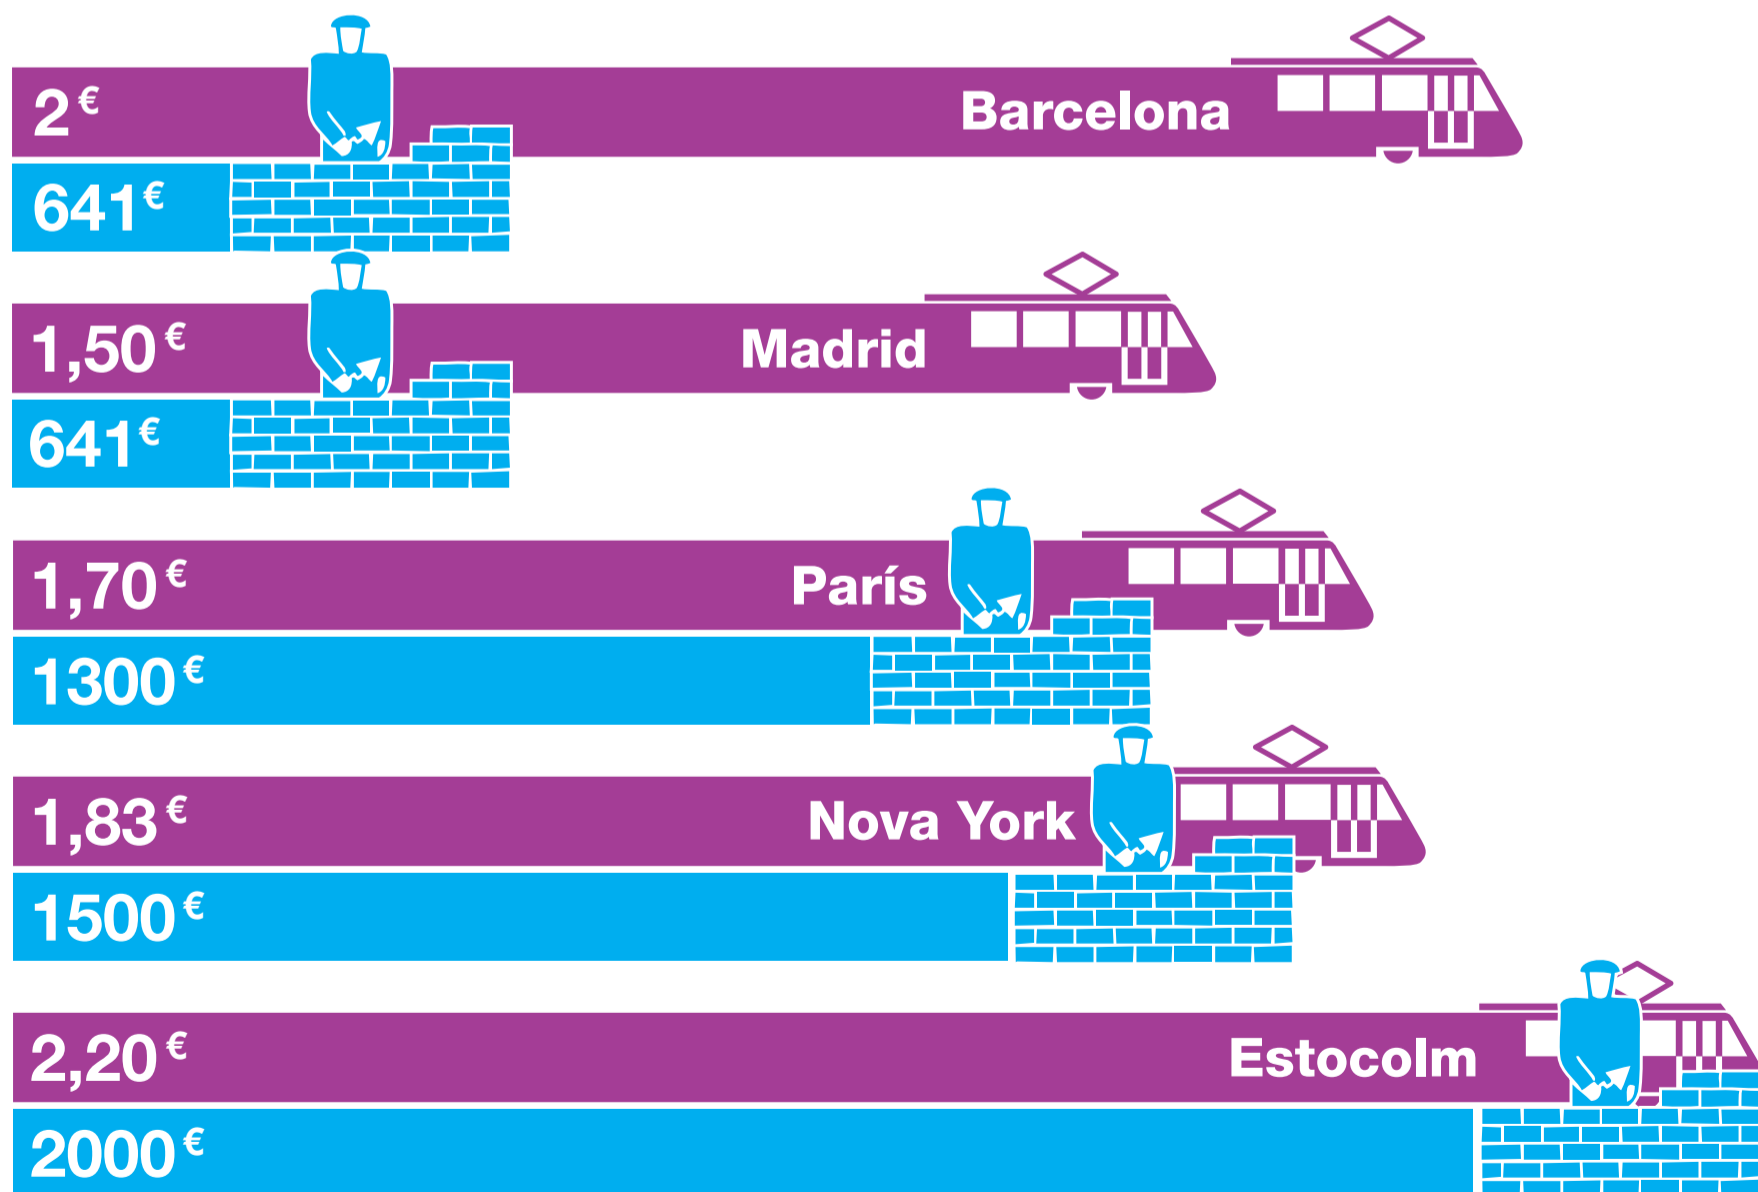 2€ Barcelona
641€
1,50€ Madrid
641€
1,70€ París
1300€
1,83€ Nova York
1500€
2,20€ Estocolm
2000€